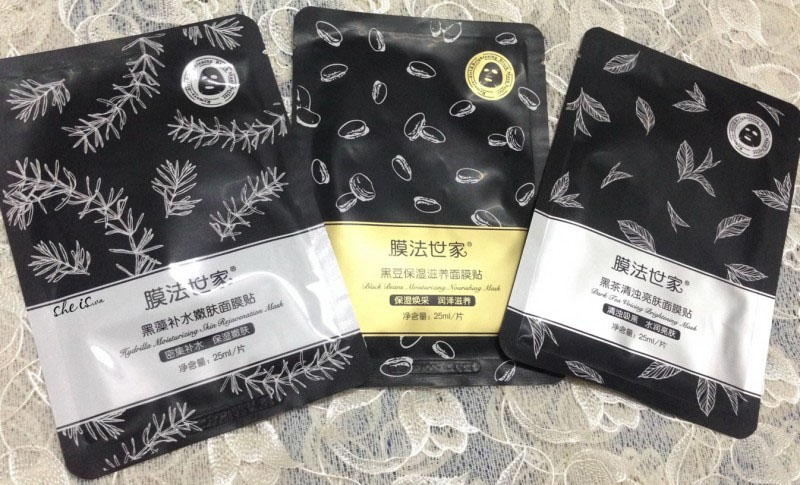 膜法世家®
黑藻补水嫩肤面膜贴
Hydrilla Moisturizing Skin Rejuvenation Mask
密集补水 保湿嫩肤
净含量:25ml/片
She is.ua
膜法世家®
黑豆保湿滋养面膜贴
Black Beans Moisturizing Nourishing Mask
保湿焕采 润泽滋养
净含量:25ml/片
膜法世家®
黑茶清浊亮肤面膜贴
Dark Tea Brightening Mask
清浊吸黑 水润亮肤
净含量:25ml/片